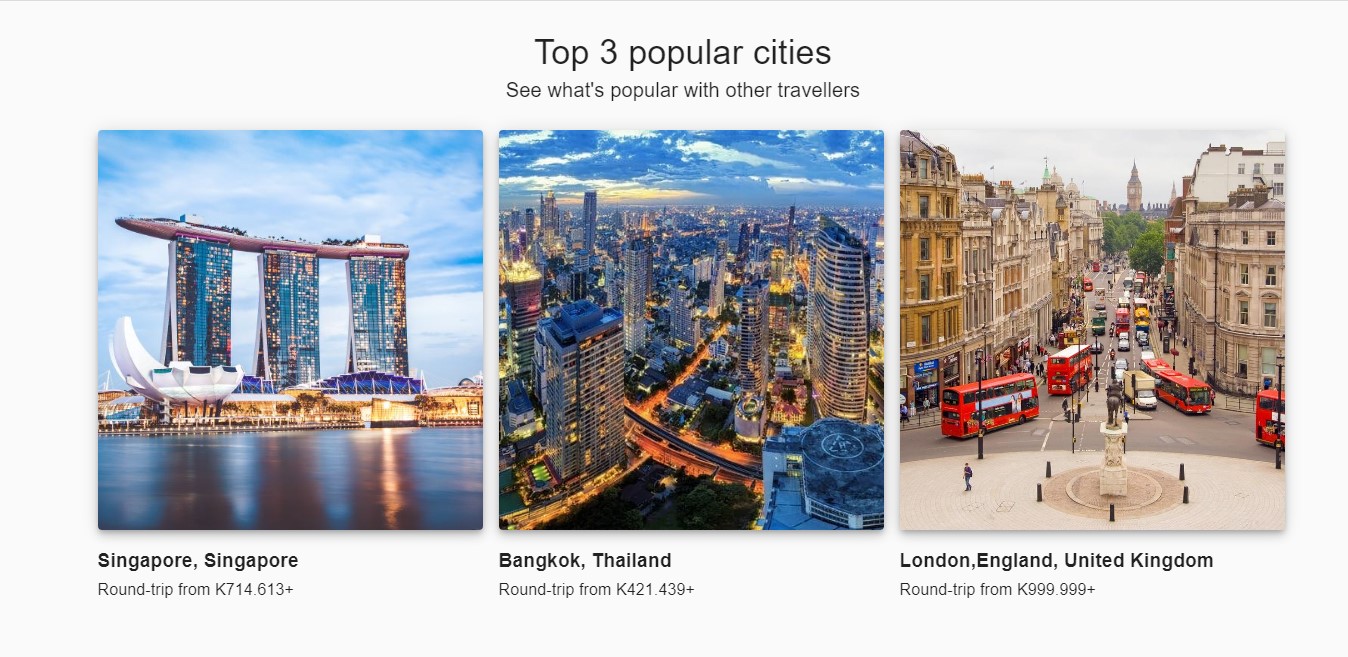 Top 3 popular cities
See what's popular with other travellers
Singapore, Singapore
Round-trip from K714.613+
Bangkok, Thailand
Round-trip from K421.439+
London,England, United Kingdom
Round-trip from K999.999+